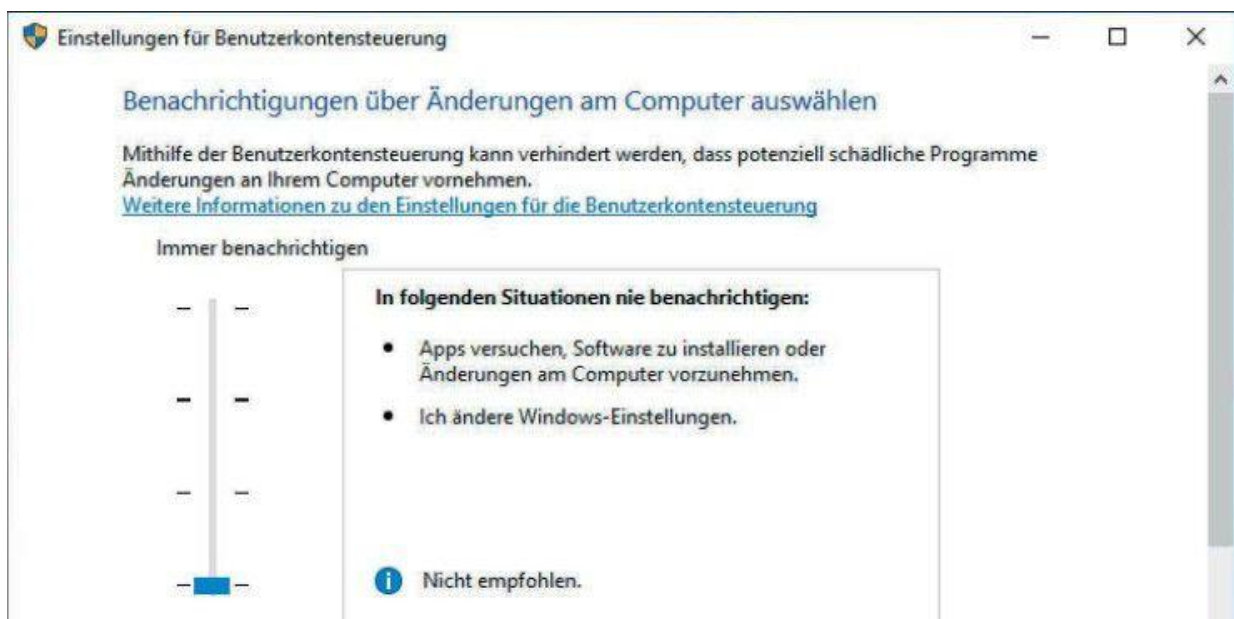 Einstellungen für Benutzerkontensteuerung
Benachrichtigungen über Änderungen am Computer auswählen
Mithilfe der Benutzerkontensteuerung kann verhindert werden, dass potenziell schädliche Programme
Änderungen an Ihrem Computer vornehmen.
Weitere Informationen zu den Einstellungen für die Benutzerkontensteuerung
Immer benachrichtigen
In folgenden Situationen nie benachrichtigen:
• Apps versuchen, Software zu installieren oder
Änderungen am Computer vorzunehmen.
• Ich ändere Windows-Einstellungen.
Nicht empfohlen.